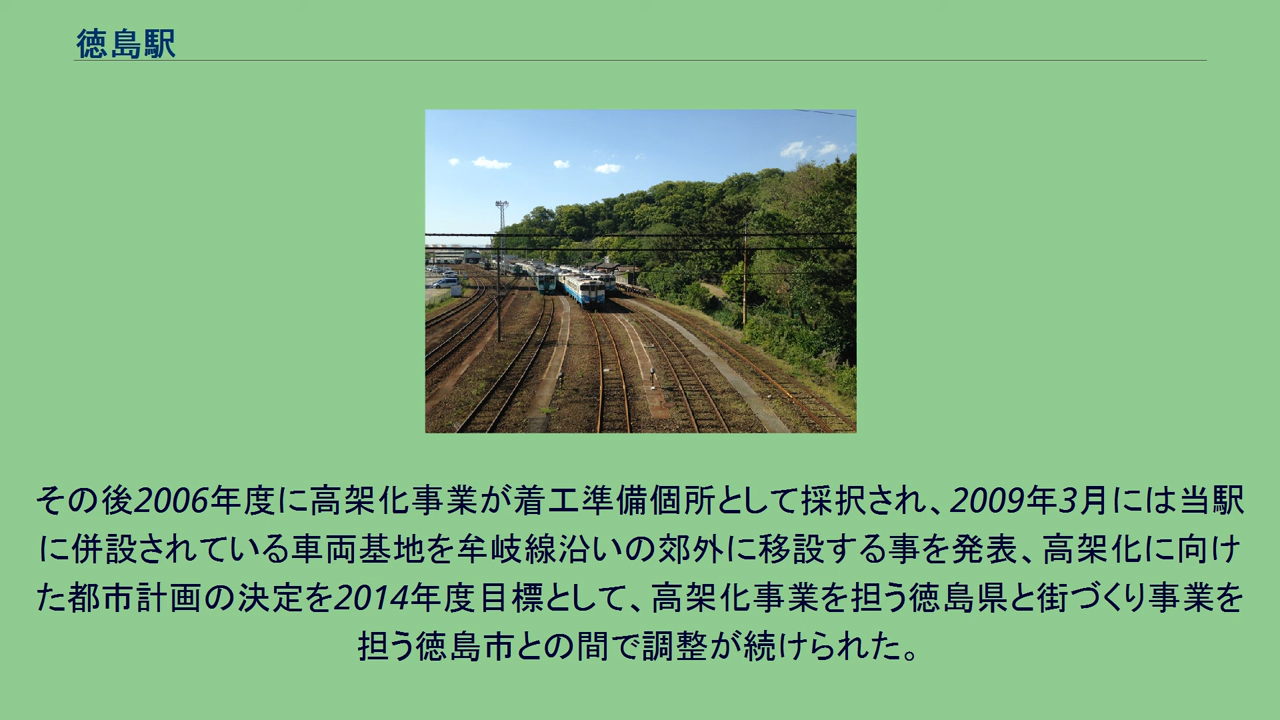 徳島駅
その後2006年度に高架化事業が着工準備個所として採択され、2009年3月には当駅
に併設されている車両基地を牟岐線沿いの郊外に移設する事を発表、高架化に向け
た都市計画の決定を2014年度目標として、高架化事業を担う徳島県と街づくり事業を
担う徳島市との間で調整が続けられた。